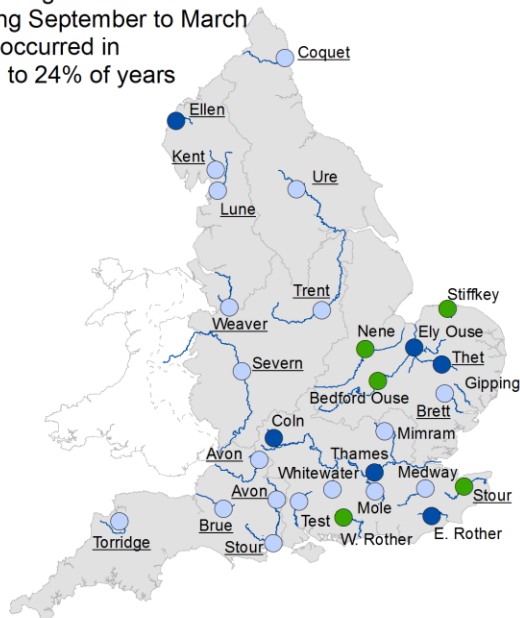 ng September to March
occurred in
to 24% of years
Coquet
Ellen
Kent
Ure
Lune
Trent
Stiffkey
Weaver
Nene
Ely Ouse
Thet
Severn
Gipping
Bedford Ouse
Brett
Coln
Mimram
Avon
Thames
Whitewater
Medway
Avon
Stour
Brue
Test
Mole
Torridge
Stour
W. Rother
E. Rother